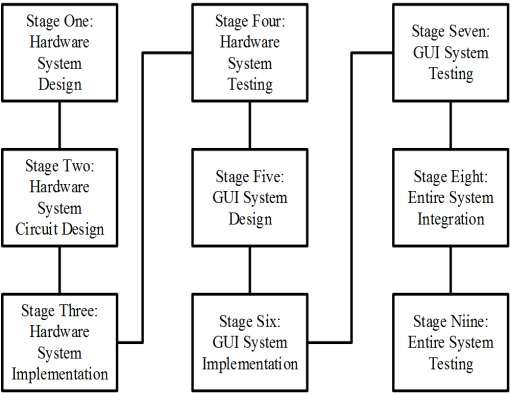 Stage One:
Hardware
System
Design
Stage Two:
Hardware
System
Circuit Design
Stage Three:
Hardware
System
Implementation
Stage Four:
Hardware
System
Testing
Stage Five:
GUI System
Design
Stage Six:
GUI System
Implementation
Stage Seven:
GUI System
Testing
Stage Eight:
Entire System
Integration
Stage Niine:
Entire System
Testing